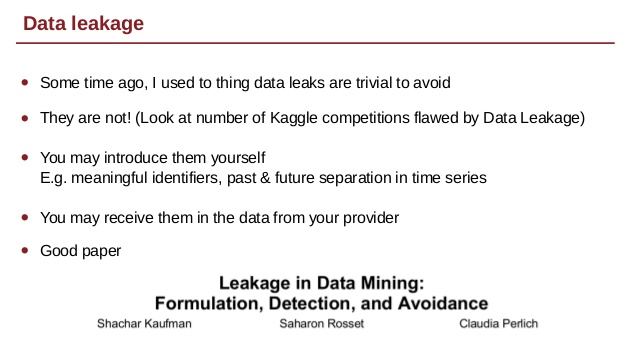 Data leakage
Some time ago, I used to thing data leaks are trivial to avoid
They are not! (Look at number of Kaggle competitions flawed by Data Leakage)
You may introduce them yourself
E.g. meaningful identifiers, past & future separation in time series
You may receive them in the data from your provider
Good paper
Leakage in Data Mining:
Formulation, Detection, and Avoidance
Shachar Kaufman Saharon Rosset Claudia Perlich